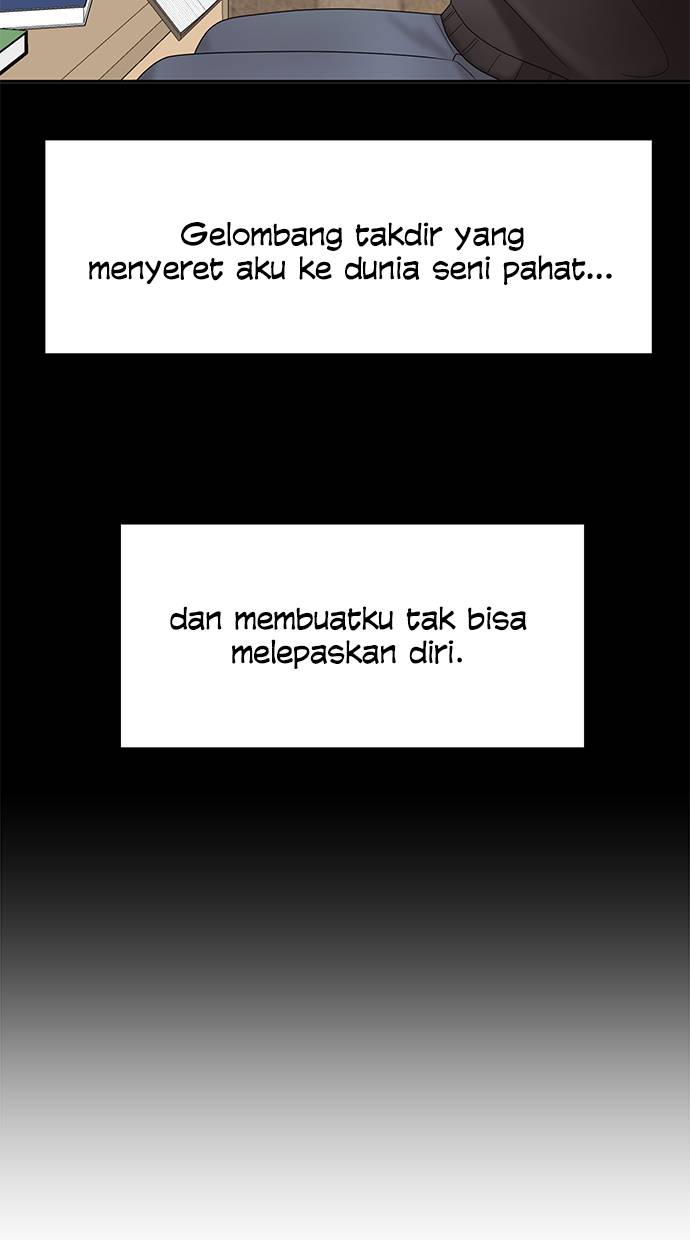 Gelombang takdir yang
menyeret aku ke dunia seni pahat...
dan membuatku tak bisa
melepaskan diri.